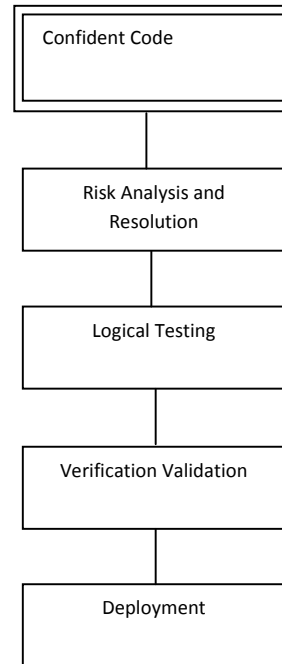 Confident Code
Risk Analysis and
Resolution
Logical Testing
Verification Validation
Deployment